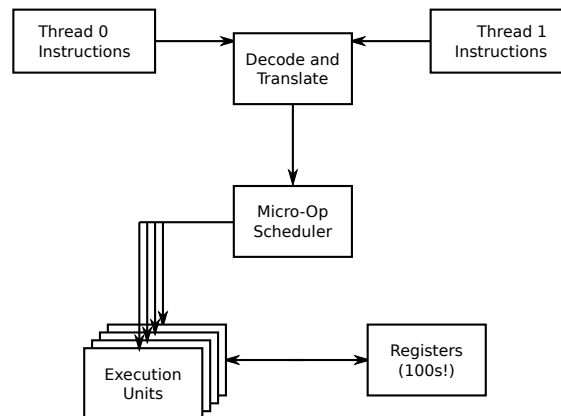 Thread 0
Instructions
Thread 1
Instructions
Decode and
Translate
Micro-Op
Scheduler
Execution
Units
Registers
(100s!)